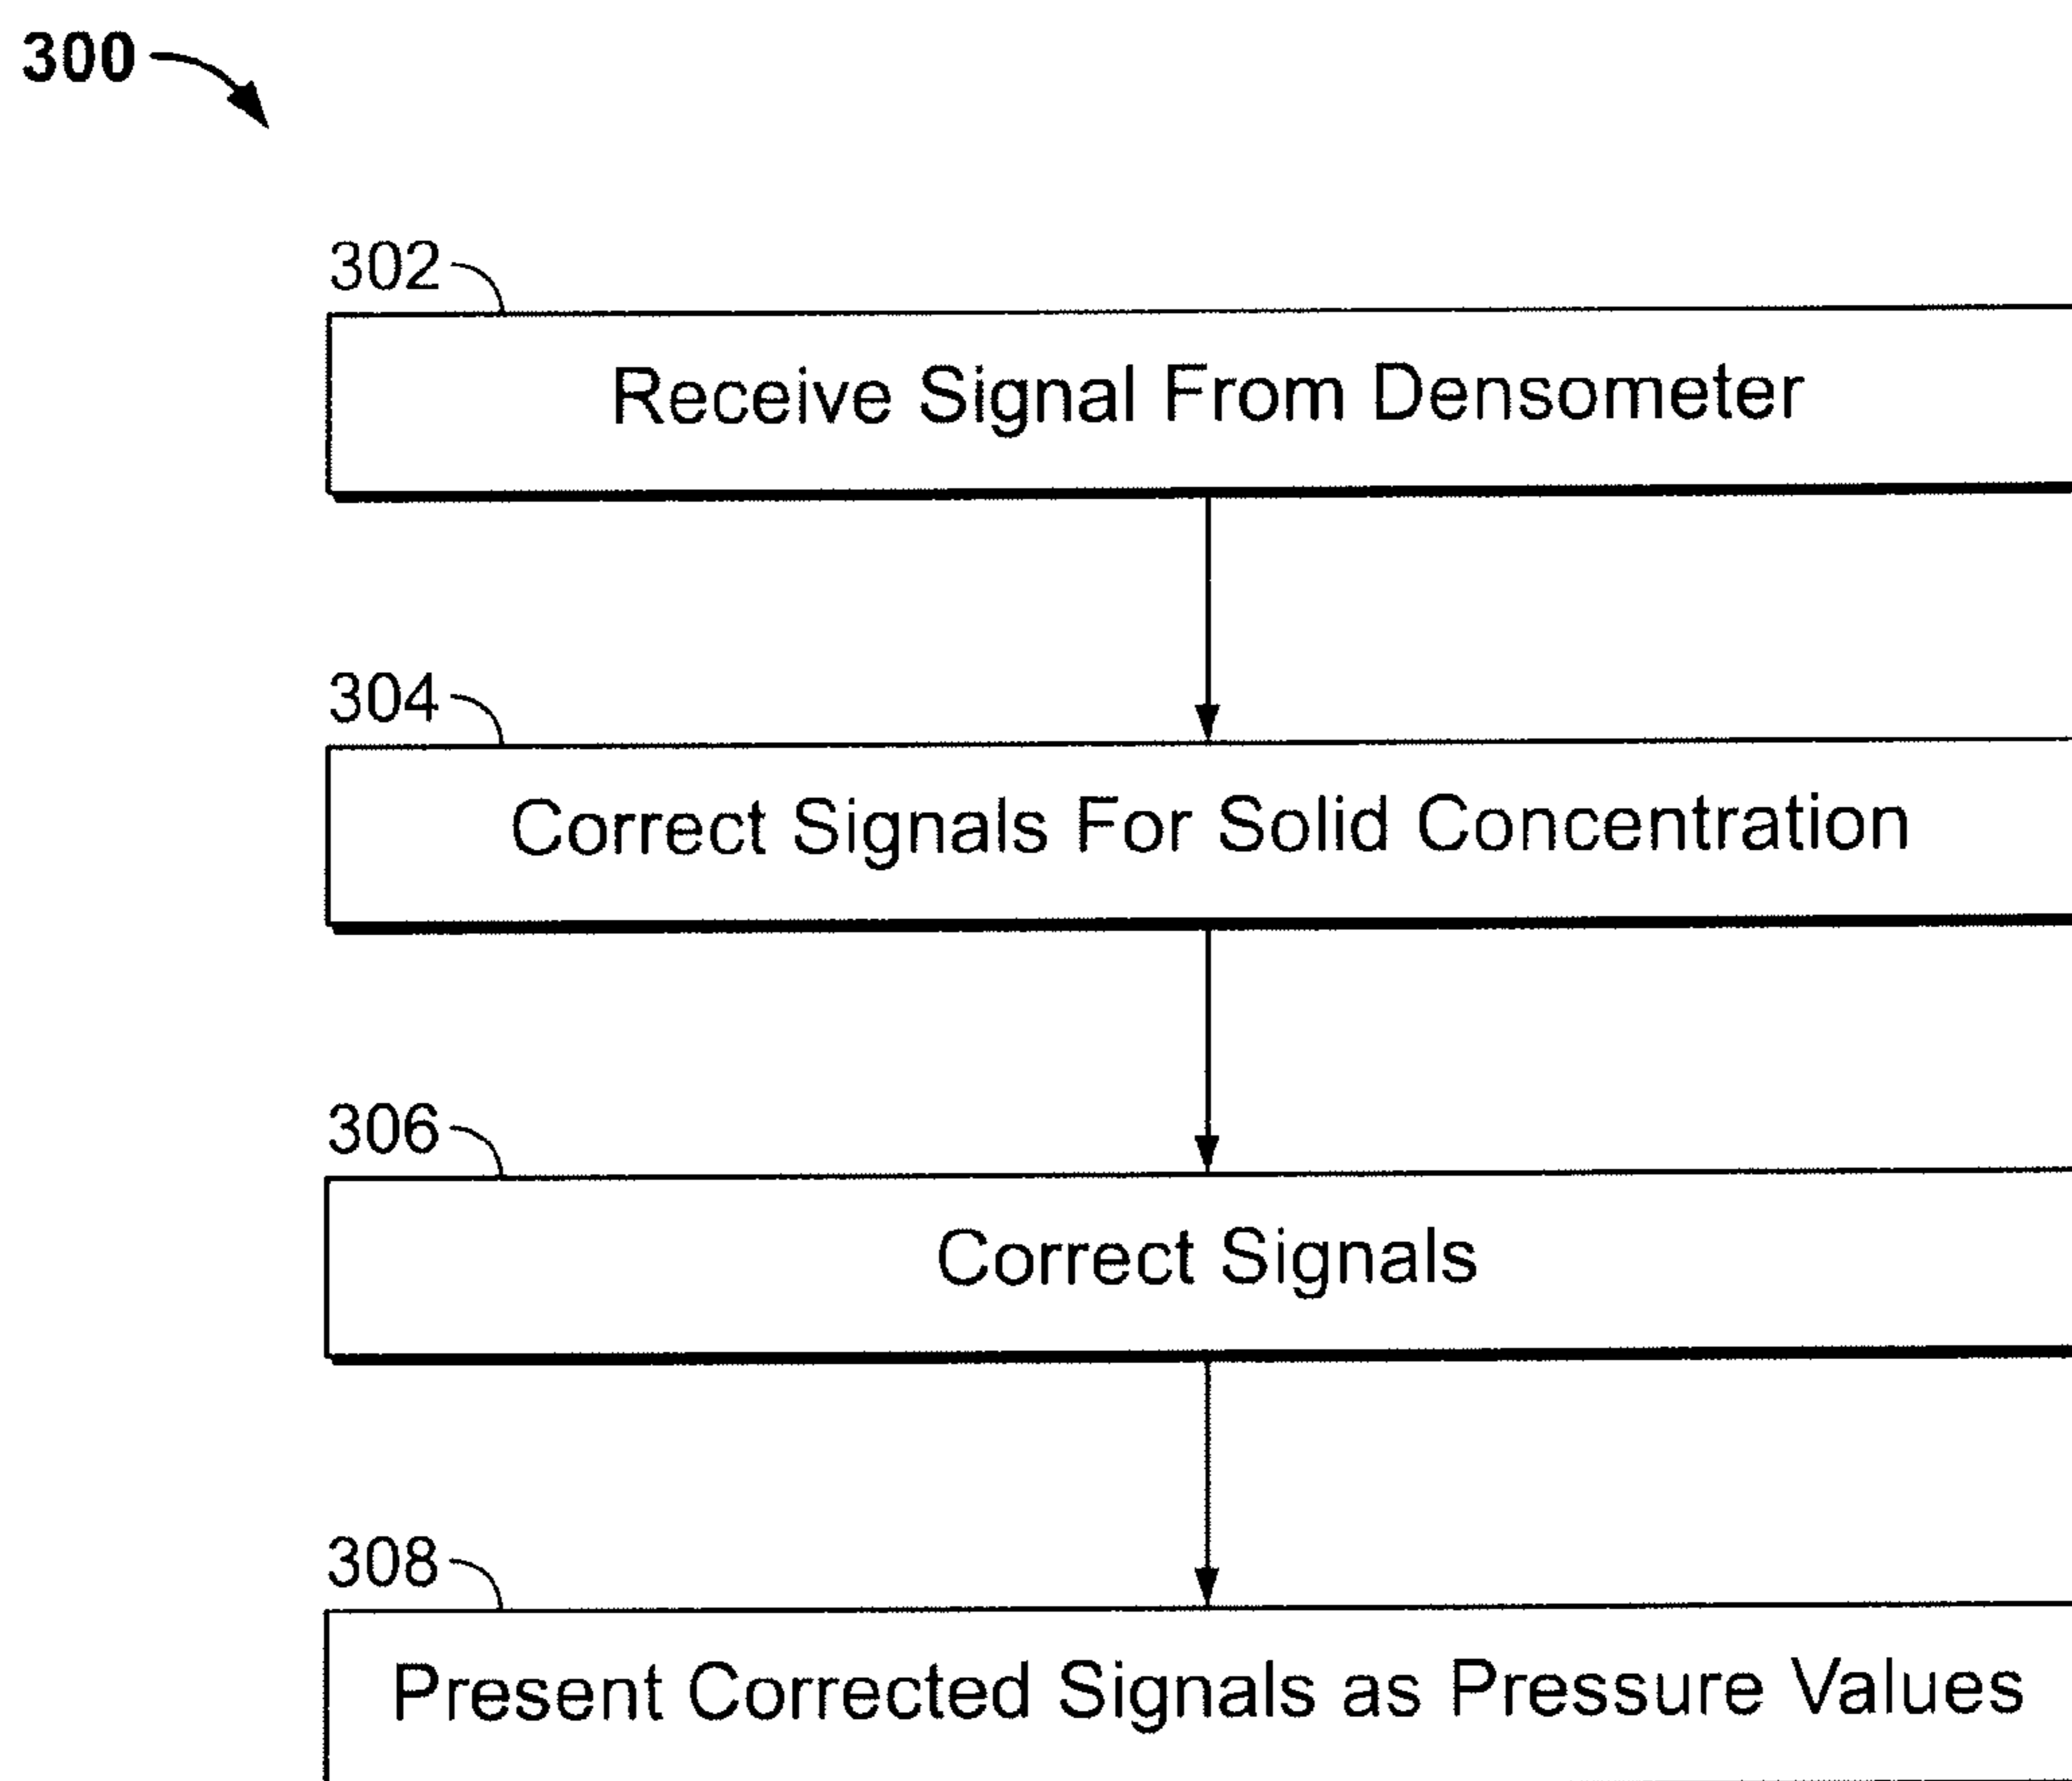 300
302
Receive Signal From Densometer
304
Correct Signals For Solid Concentration
306
Correct Signals
308
Present Corrected Signals as Pressure Values